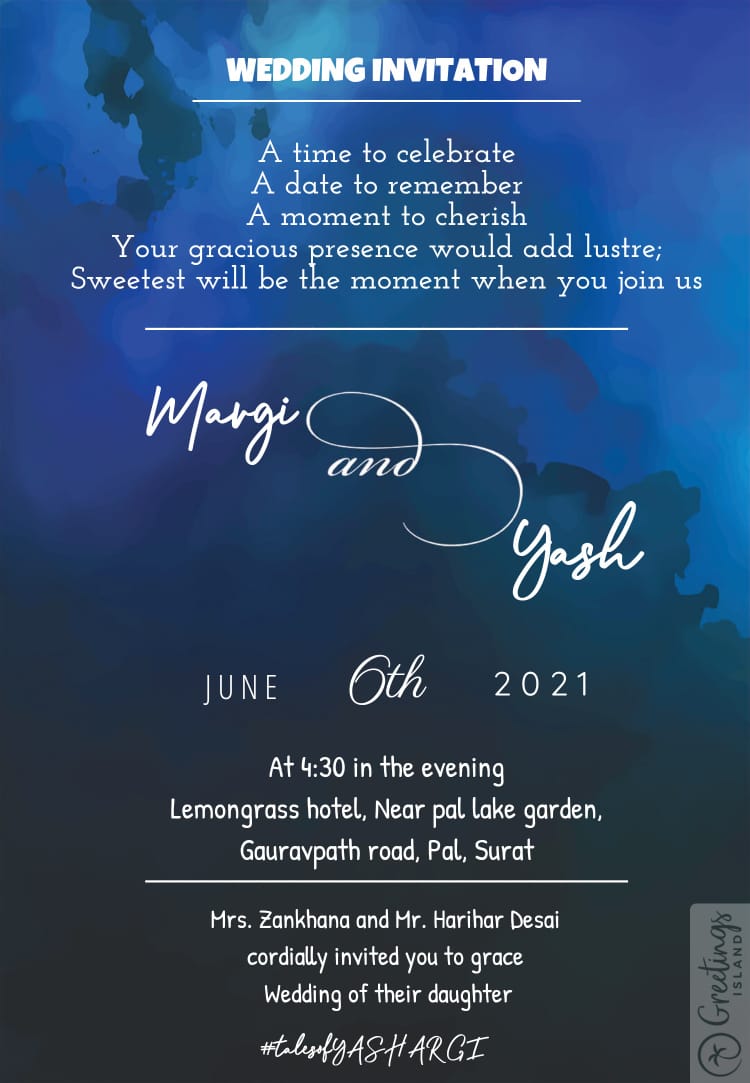 WEDDING INVITATION
A time to celebrate
A date to remember
A moment to cherish
Your gracious presence would add lustre;
Sweetest will be the moment when you join us
Margi
and
Yash
JUNE 6th 2021
At 4:30 in the evening
Lemongrass hotel, Near pal lake garden,
Gauravpath road, Pal, Surat
Mrs. Zankhana and Mr. Harihar Desai
cordially invited you to grace
Wedding of their daughter
#talesofYASHARGI
Greetings
ISLAND